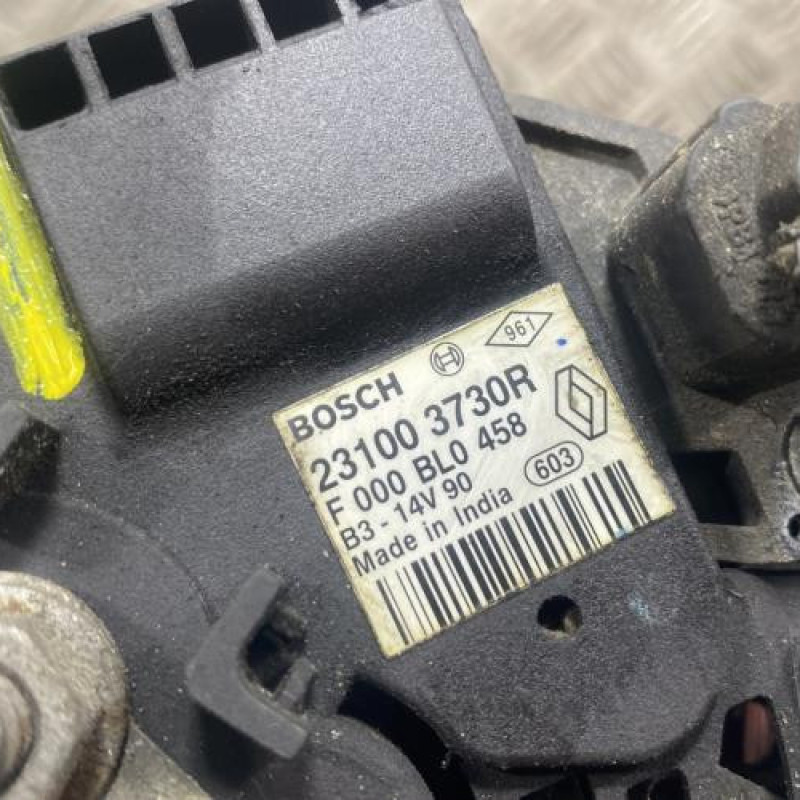 961
BOSCH
23100 3730R
F 000 BL0 458
B3 - 14V 90
Made in India 603